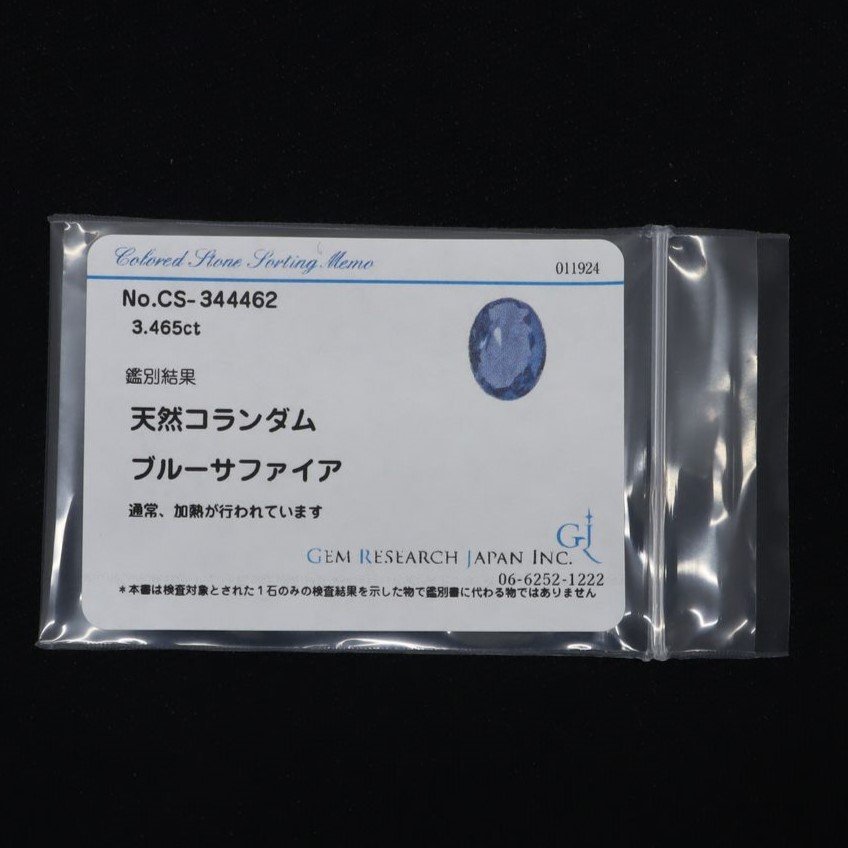 Colored Stone Sorting Memo
011924
No.CS-344462
3.465ct
鑑別結果
天然コランダム
ブルーサファイア
通常、加熱が行われています
GJ
GEM RESEARCH JAPAN INC.
06-6252-1222
*本書は検査対象とされた1石のみの検査結果を示した物で鑑別書に代わる物ではありません